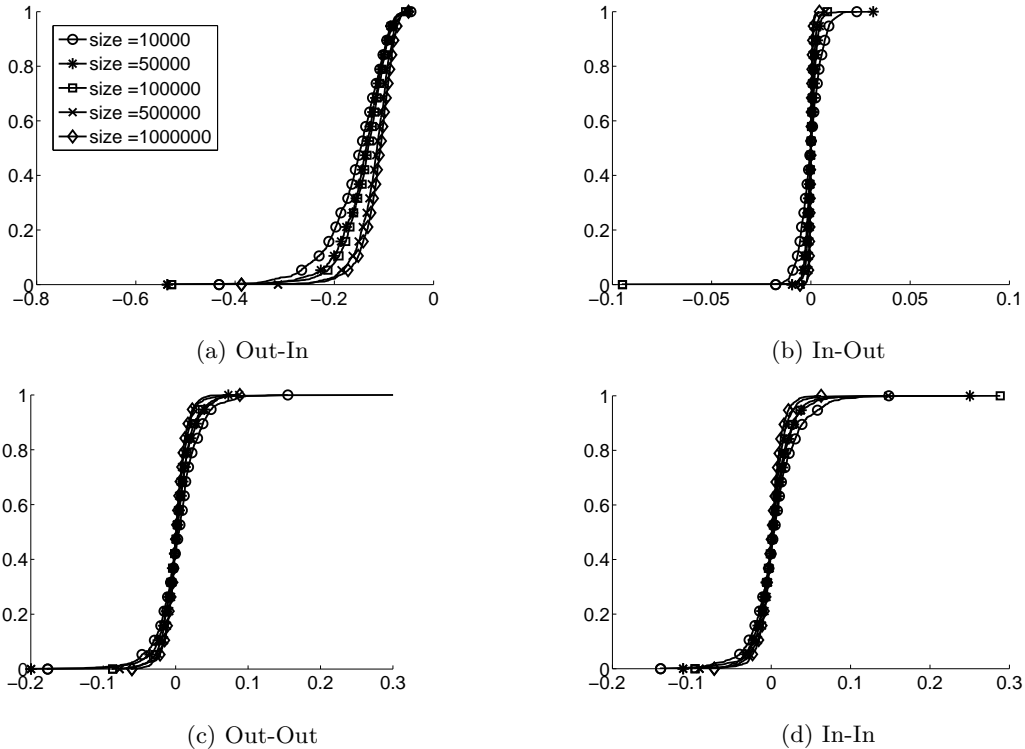 1
0.8
0.6
0.4
0.2
0
−0.8 −0.6 −0.4 −0.2 0
size =10000
size =50000
size =100000
size =500000
size =1000000
(a) Out-In
1
0.8
0.6
0.4
0.2
0
−0.1 −0.05 0 0.05 0.1
(b) In-Out
1
0.8
0.6
0.4
0.2
0
−0.2 −0.1 0 0.1 0.2 0.3
(c) Out-Out
1
0.8
0.6
0.4
0.2
0
−0.2 −0.1 0 0.1 0.2 0.3
(d) In-In